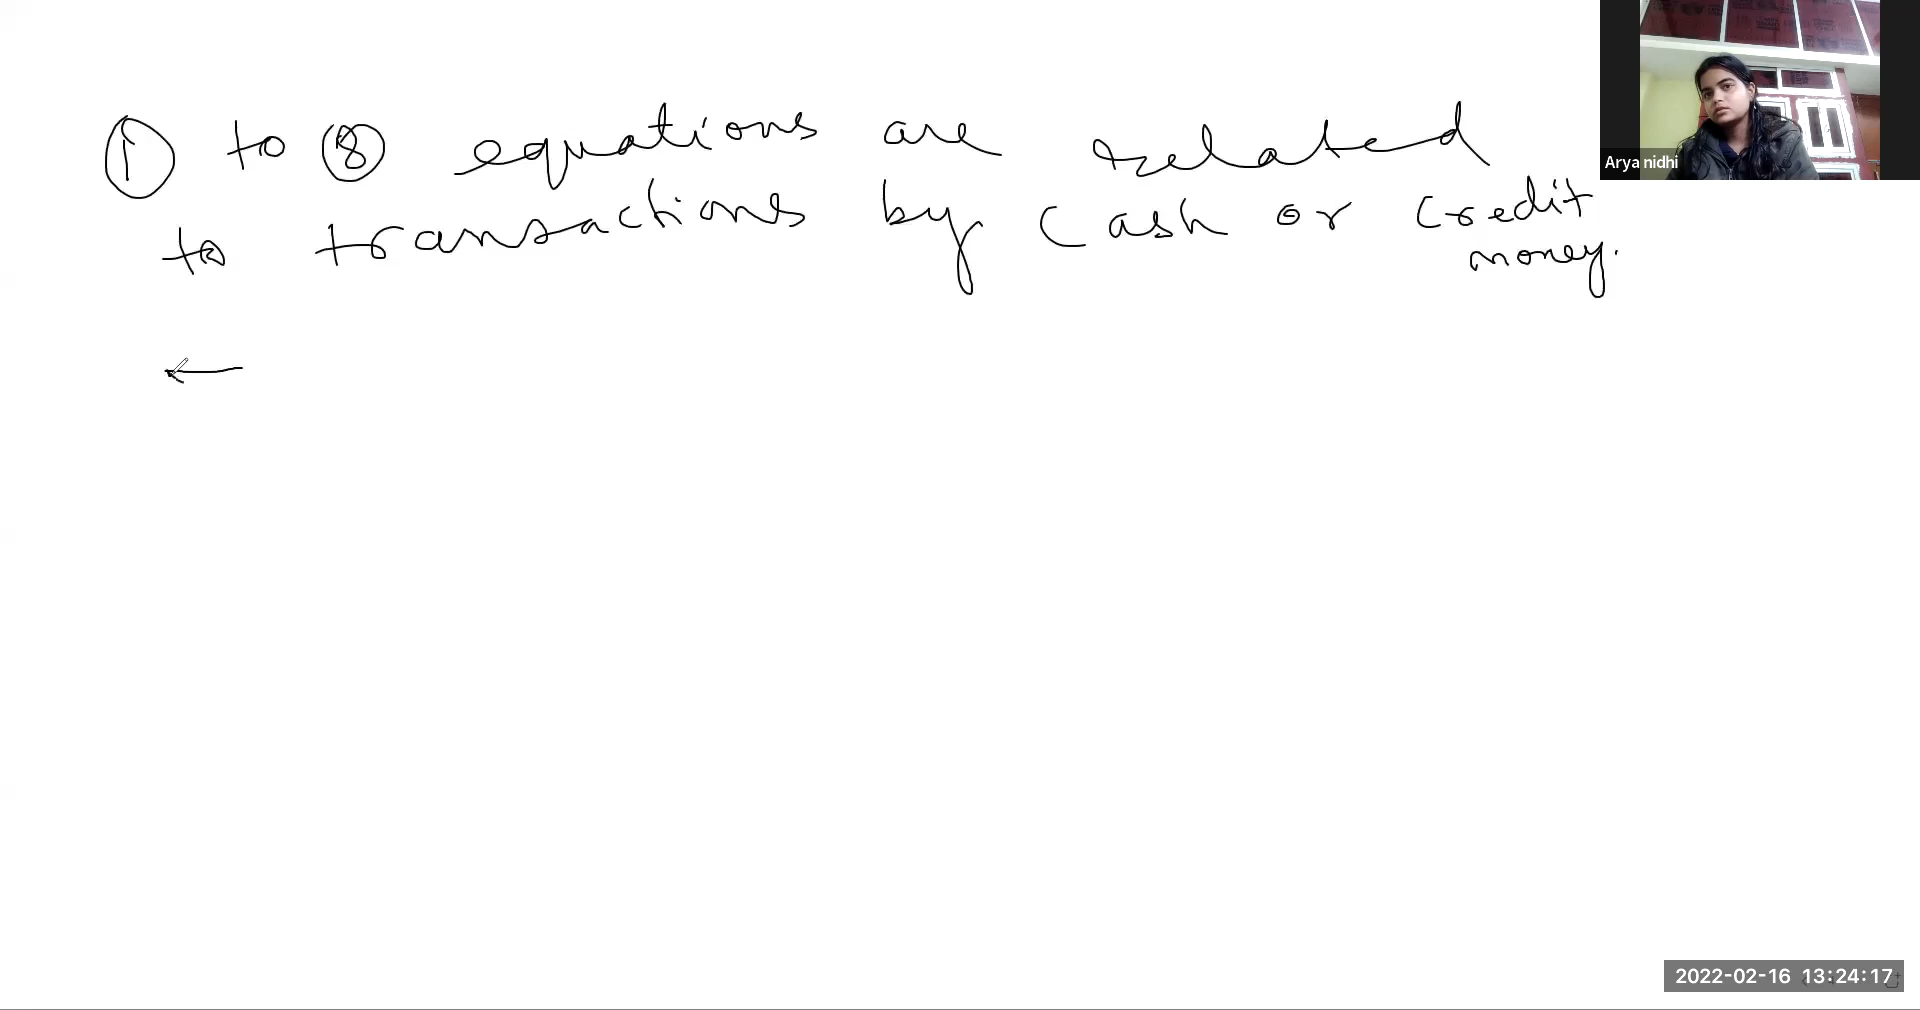 ① to ⑧ equations are related
to transactions by Cash or Credit
money.
Arya nidhi
2022-02-16 13:24:17